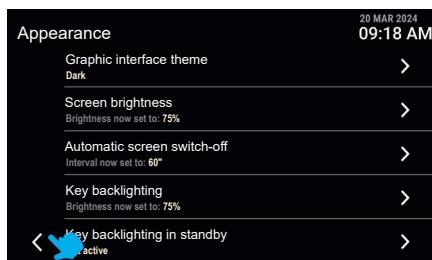 20 MAR 2024
Appearance
09:18 AM
Graphic interface theme
Dark
Screen brightness
Brightness now set to: 75%
Automatic screen switch-off
Interval now set to: 60"
Key backlighting
Brightness now set to: 75%
Key backlighting in standby
active